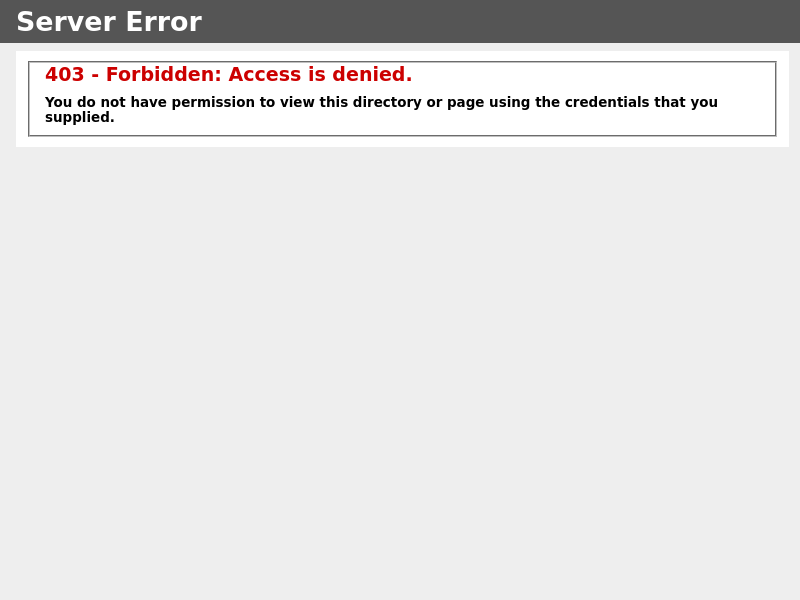 Server Error
403 - Forbidden: Access is denied.
You do not have permission to view this directory or page using the credentials that you
supplied.